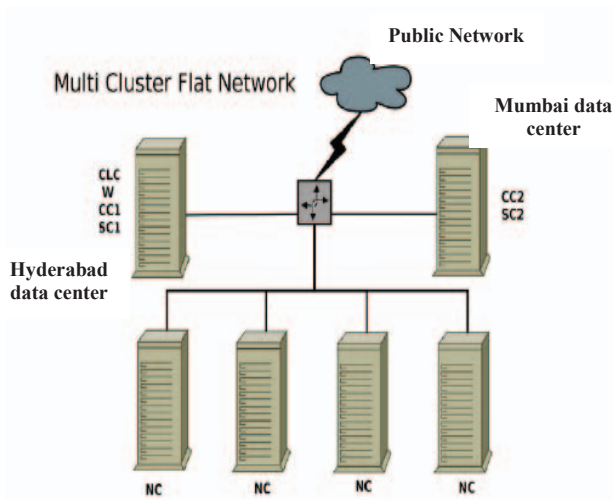 Public Network
Multi Cluster Flat Network
Mumbai data
center
CLC
W
CC1
SC1
CC2
SC2
Hyderabad
data center
NC
NC
NC
NC